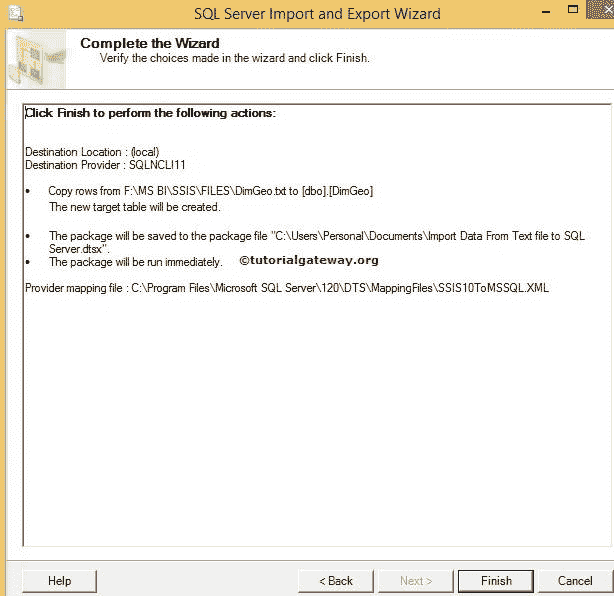 SQL Server Import and Export Wizard
Complete the Wizard
Verify the choices made in the wizard and click Finish.
Click Finish to perform the following actions:
Destination Location : (local)
Destination Provider : SQLNCLI11
• Copy rows from F:\MS BI\SSIS\FILES\DimGeo.txt to [dbo].[DimGeo]
The new target table will be created.
• The package will be saved to the package file "C:\Users\Personal\Documents\Import Data From Text file to SQL
Server.dtsx".
• The package will be run immediately. ©tutorialgateway.org
Provider mapping file : C:\Program Files\Microsoft SQL Server\120\DTS\MappingFiles\SSIS10ToMSSQL.XML
Help < Back Next > Finish Cancel